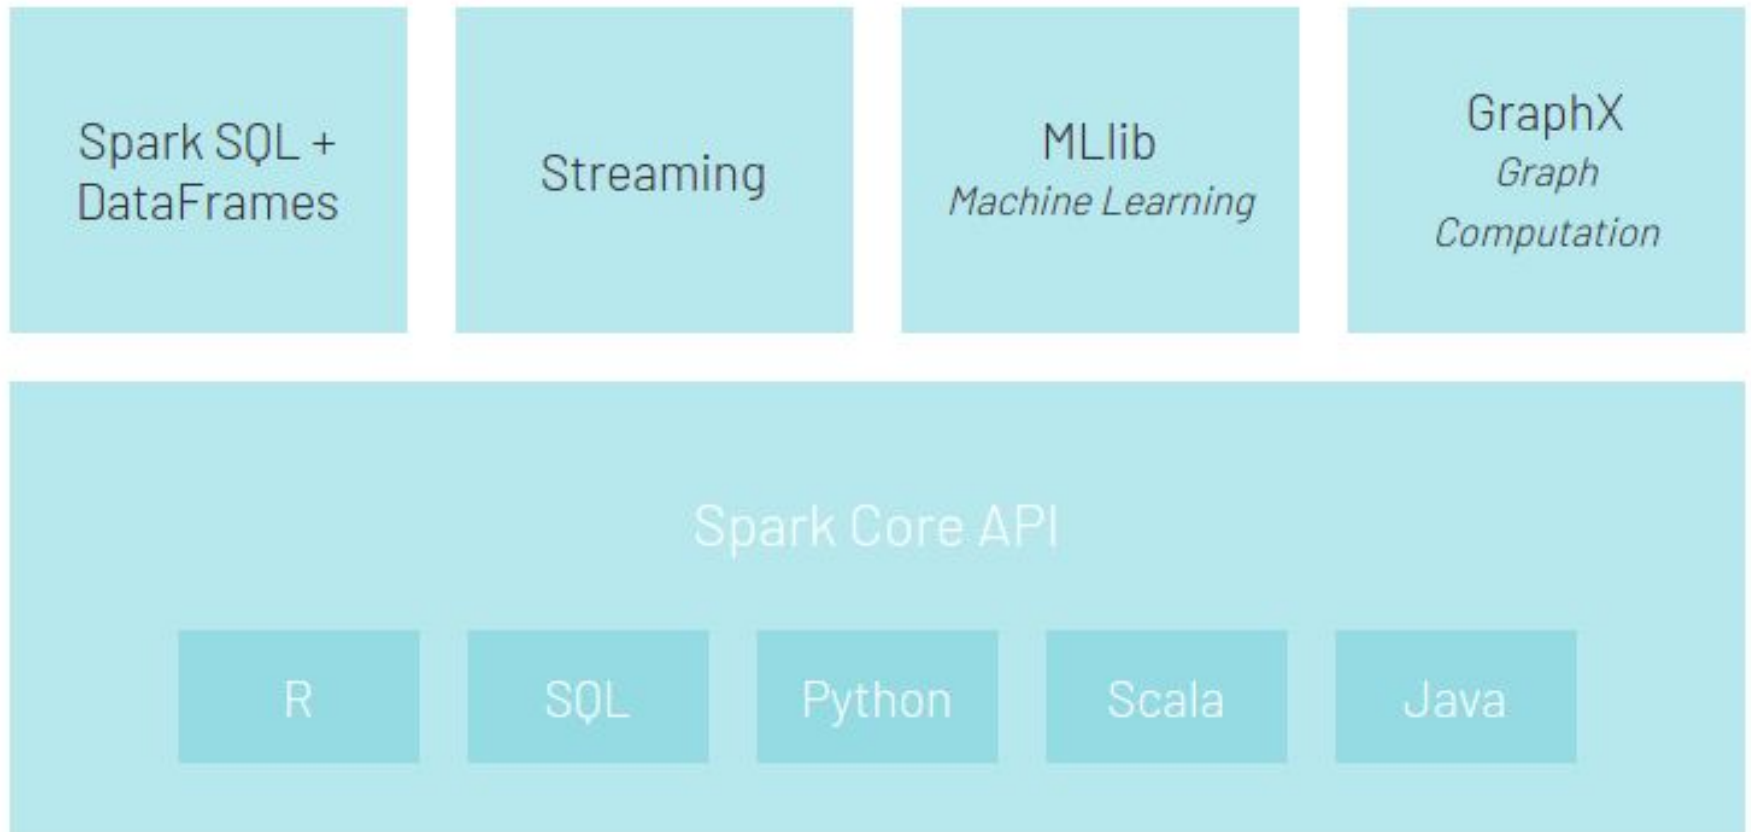 Spark SQL +
DataFrames
Streaming
MLlib
Machine Learning
GraphX
Graph
Computation
Spark Core API
R
SQL
Python
Scala
Java